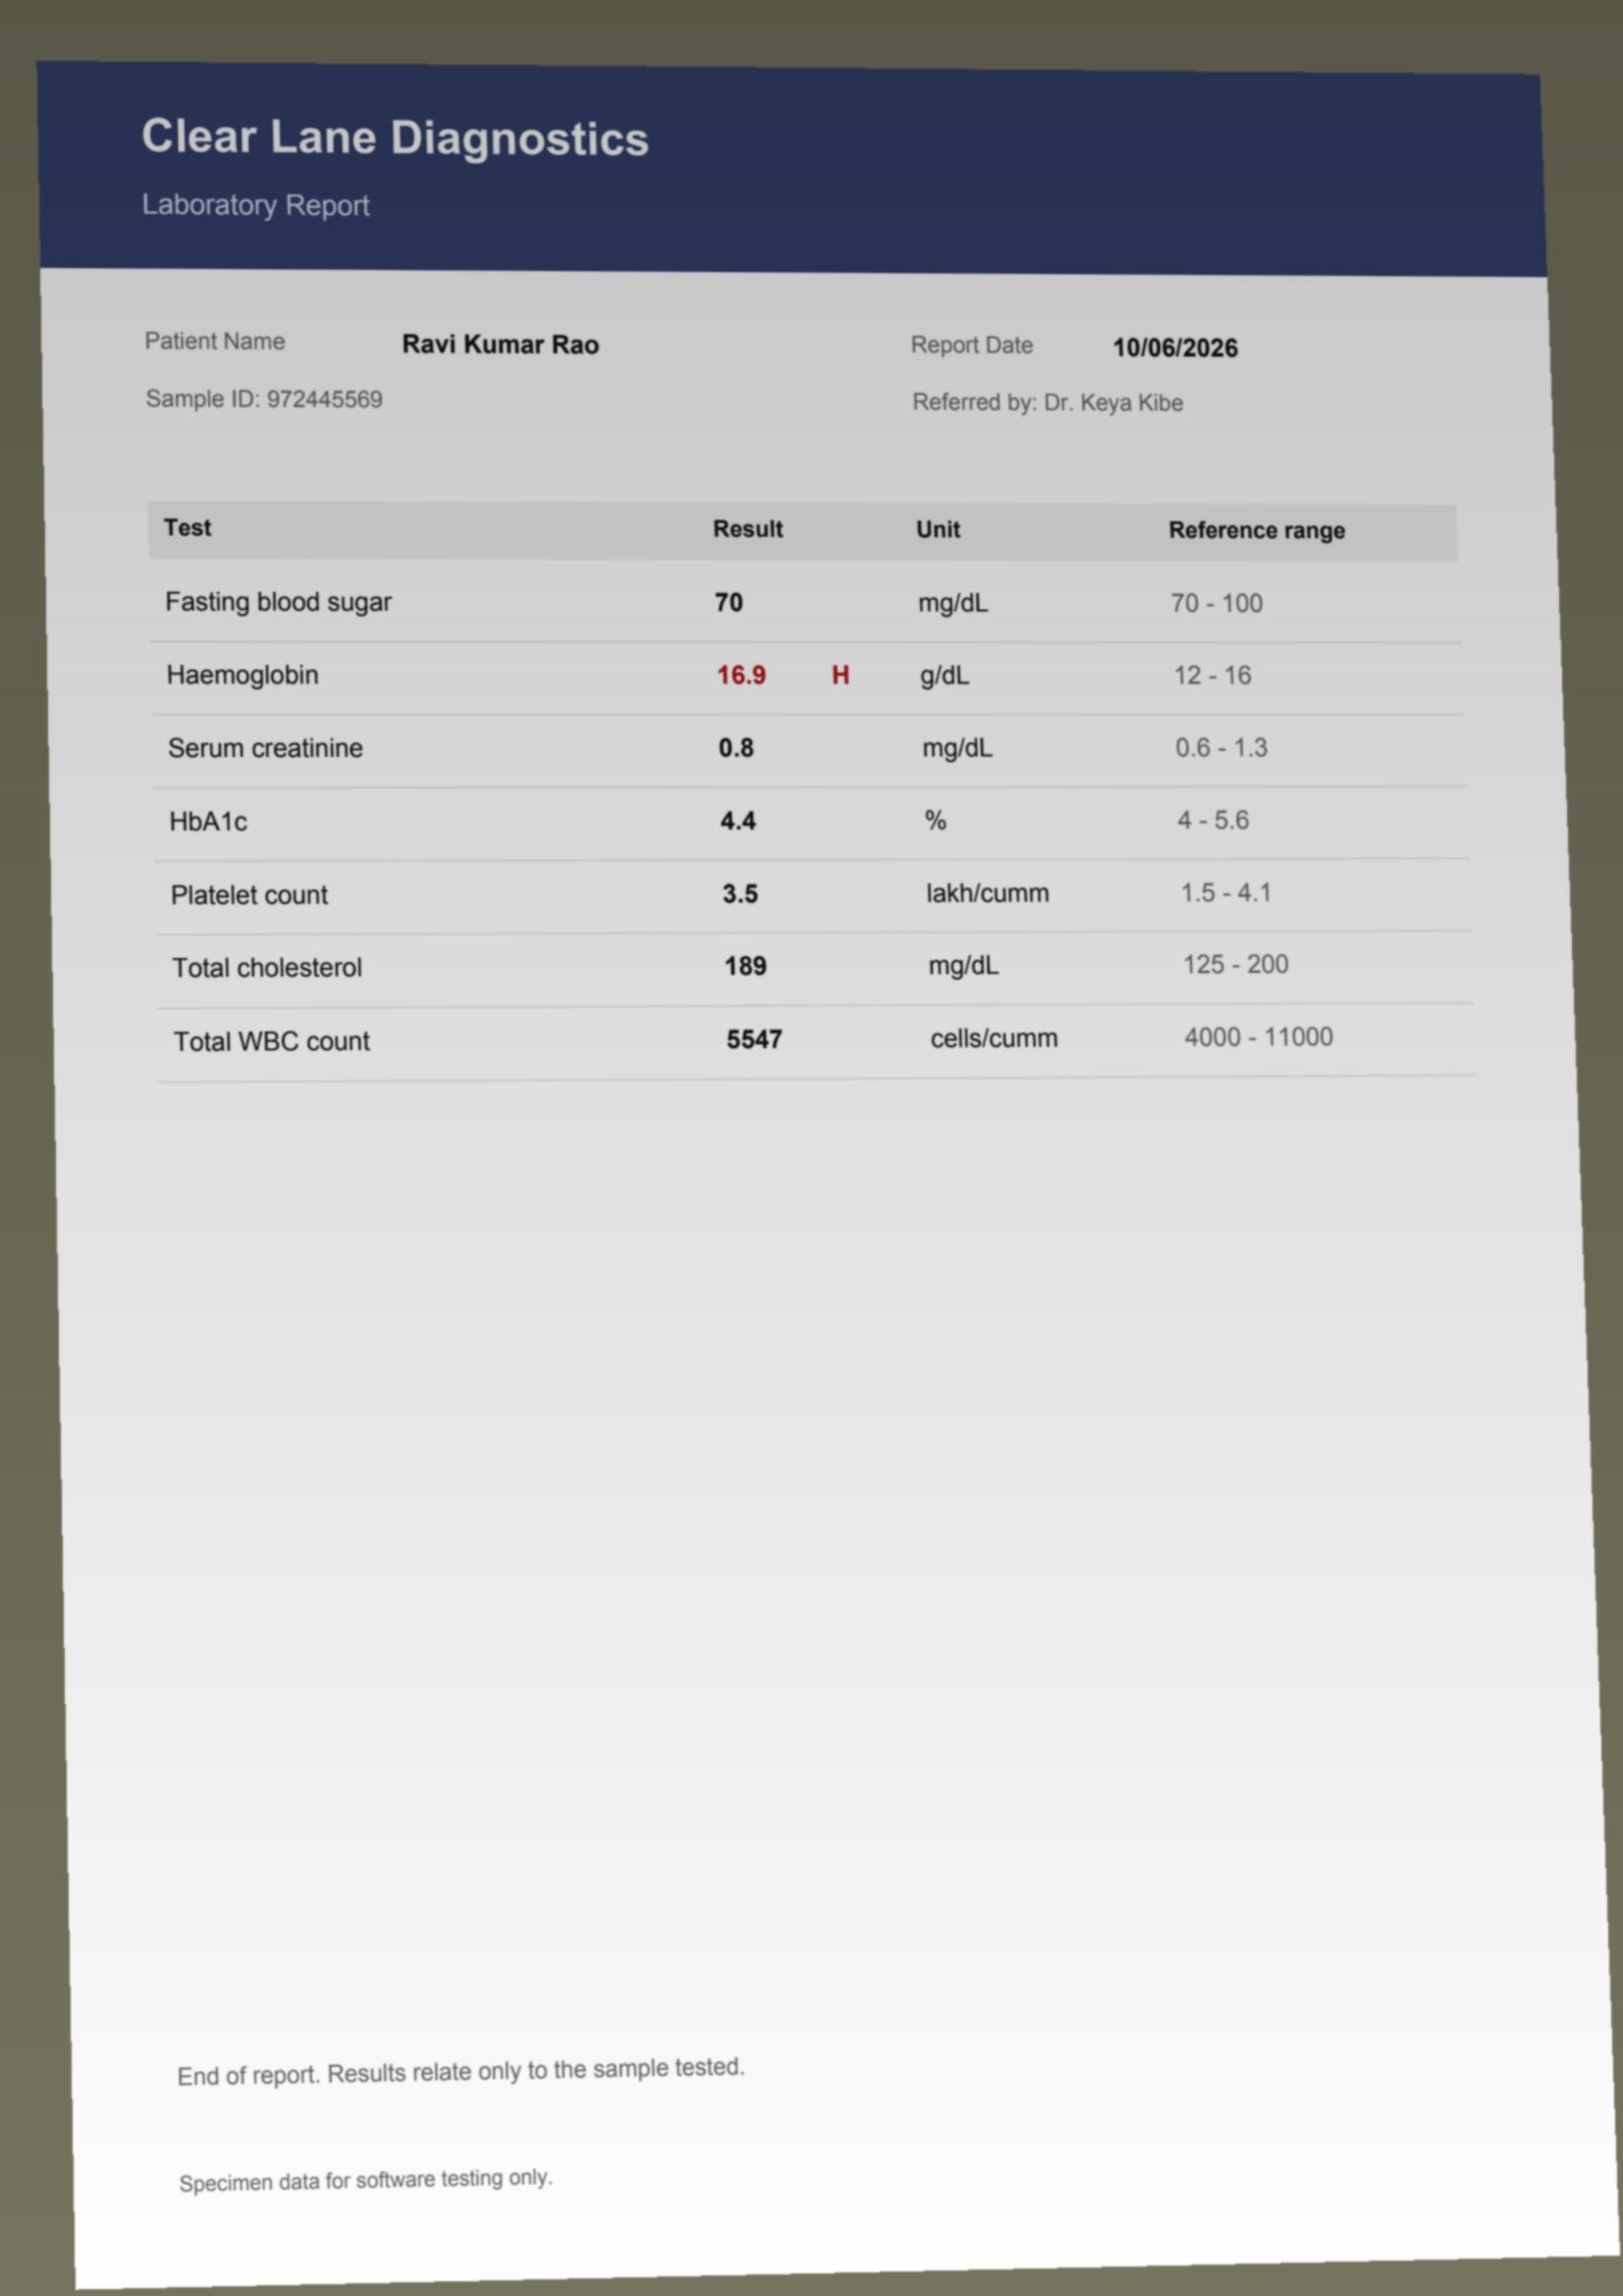 Clear Lane Diagnostics
Laboratory Report
Patient Name Ravi Kumar Rao Report Date 10/06/2026
Sample ID: 972445569 Referred by: Dr. Keya Kibe
Test Result Unit Reference range
Fasting blood sugar 70 mg/dL 70 - 100
Haemoglobin 16.9 H g/dL 12 - 16
Serum creatinine 0.8 mg/dL 0.6 - 1.3
HbA1c 4.4 % 4 - 5.6
Platelet count 3.5 lakh/cumm 1.5 - 4.1
Total cholesterol 189 mg/dL 125 - 200
Total WBC count 5547 cells/cumm 4000 - 11000
End of report. Results relate only to the sample tested.
Specimen data for software testing only.